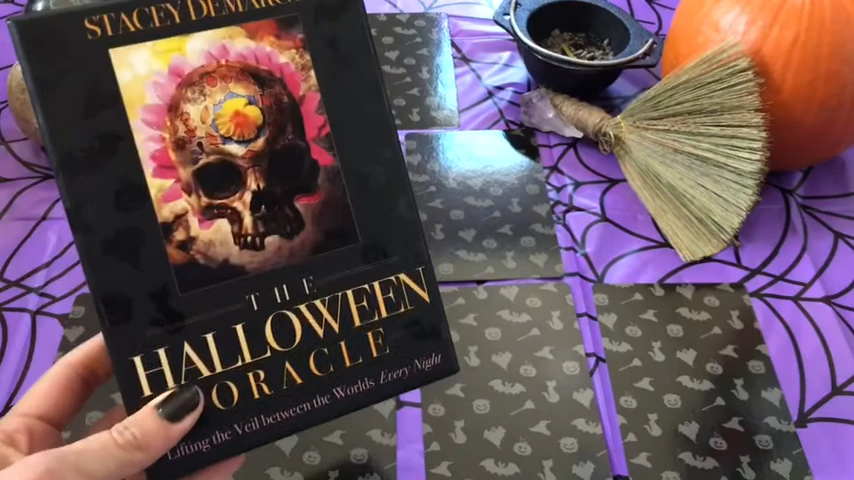 STACEY DEMARCO
THE
HALLOWEEN
ORACLE
Lifting the Veil between the Worlds Every Night